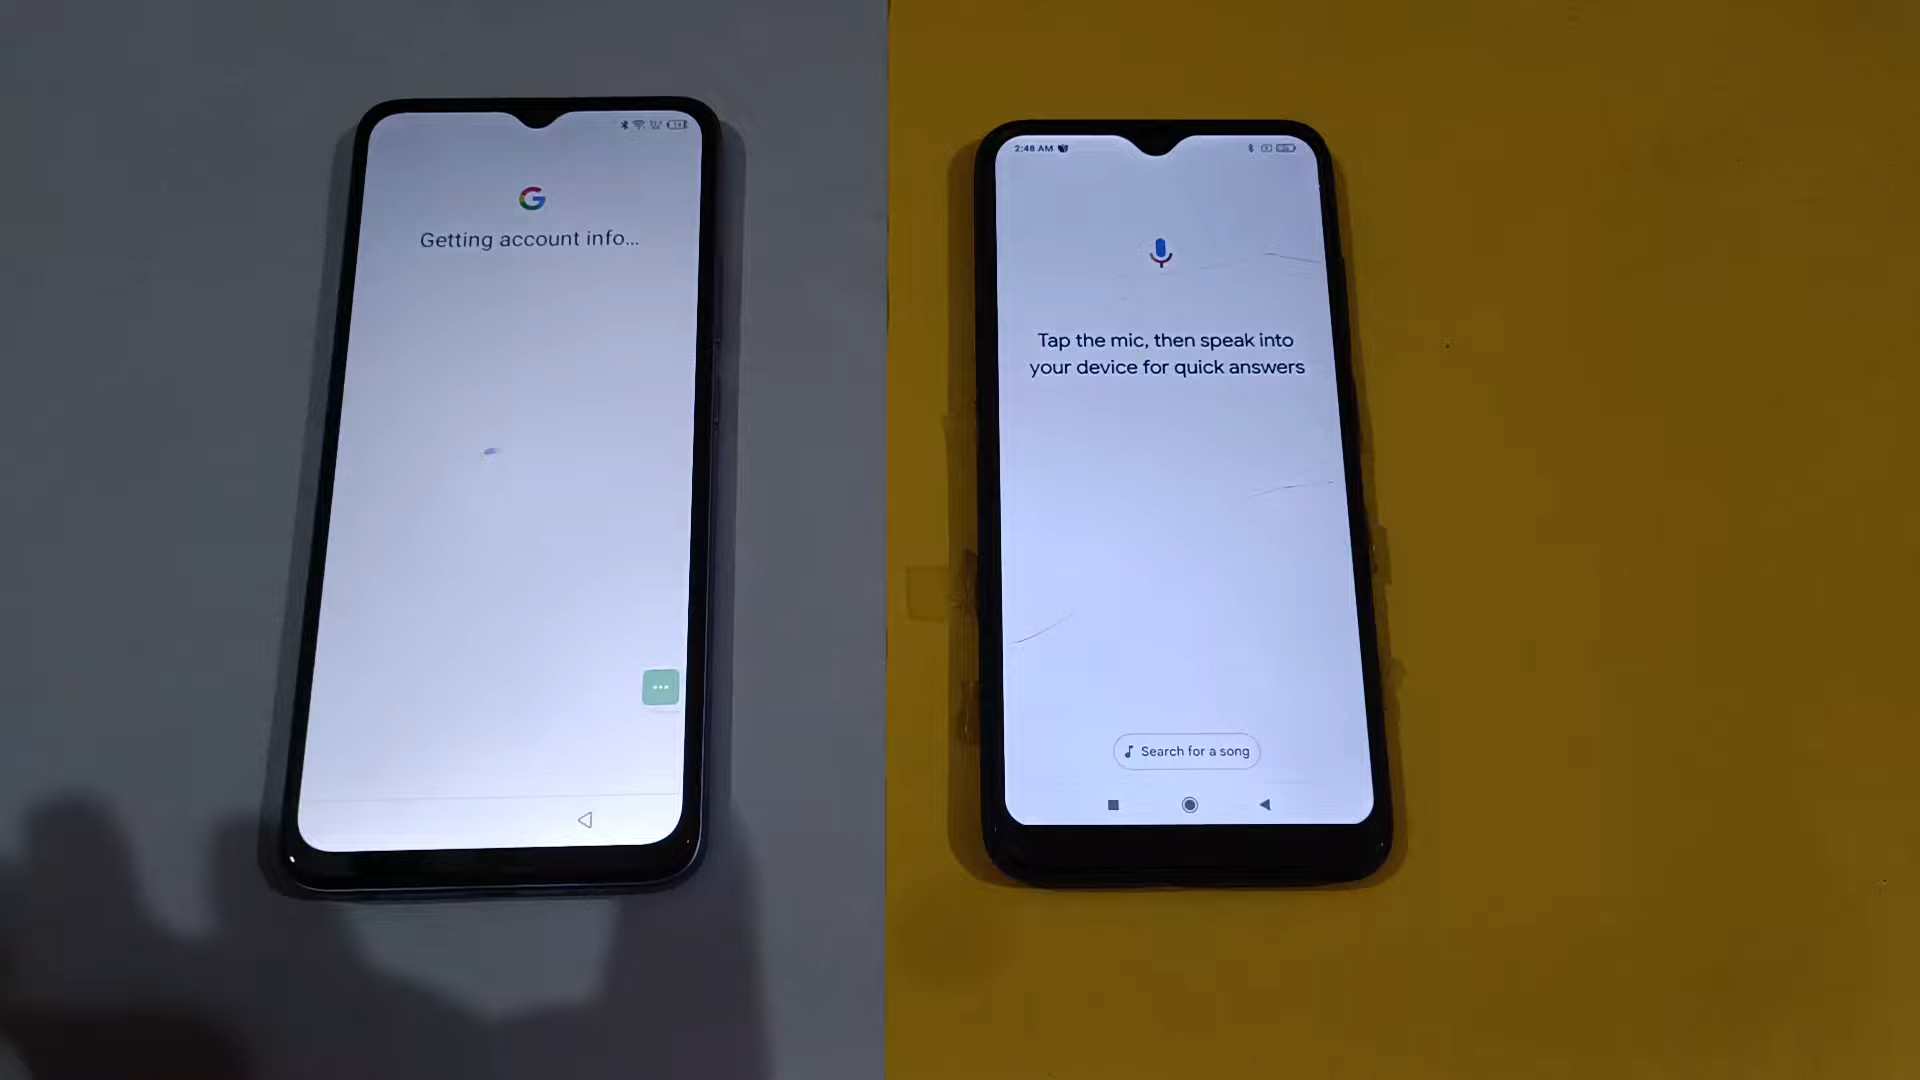 Getting account info...
2:48 AM
Tap the mic, then speak into
your device for quick answers
Search for a song